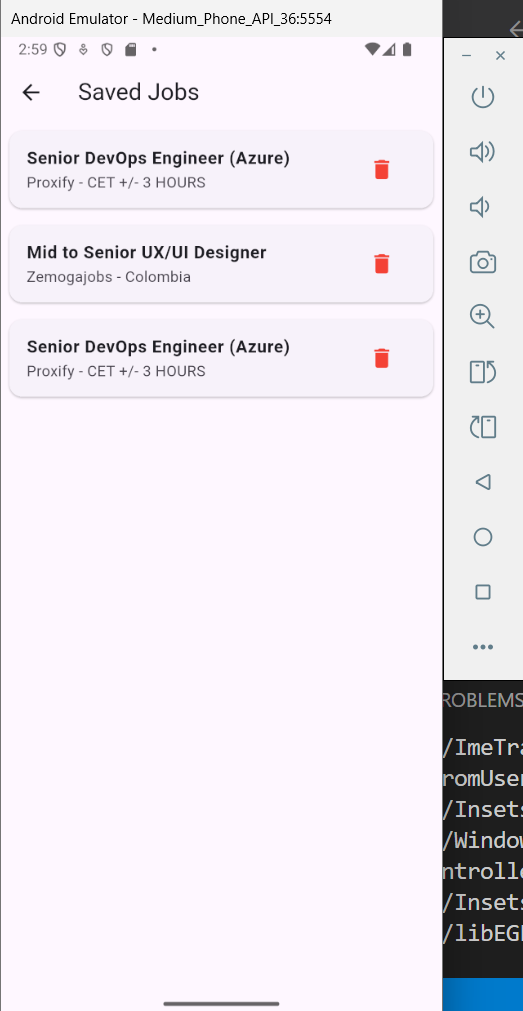 Android Emulator - Medium_Phone_API_36:5554
2:59
Saved Jobs
Senior DevOps Engineer (Azure)
Proxify - CET +/- 3 HOURS
Mid to Senior UX/UI Designer
Zemogajobs - Colombia
Senior DevOps Engineer (Azure)
Proxify - CET +/- 3 HOURS
ROBLEMS
/ImeTra
romUser
/Insets
/Window
ntrolle
/Insets
/libEGL